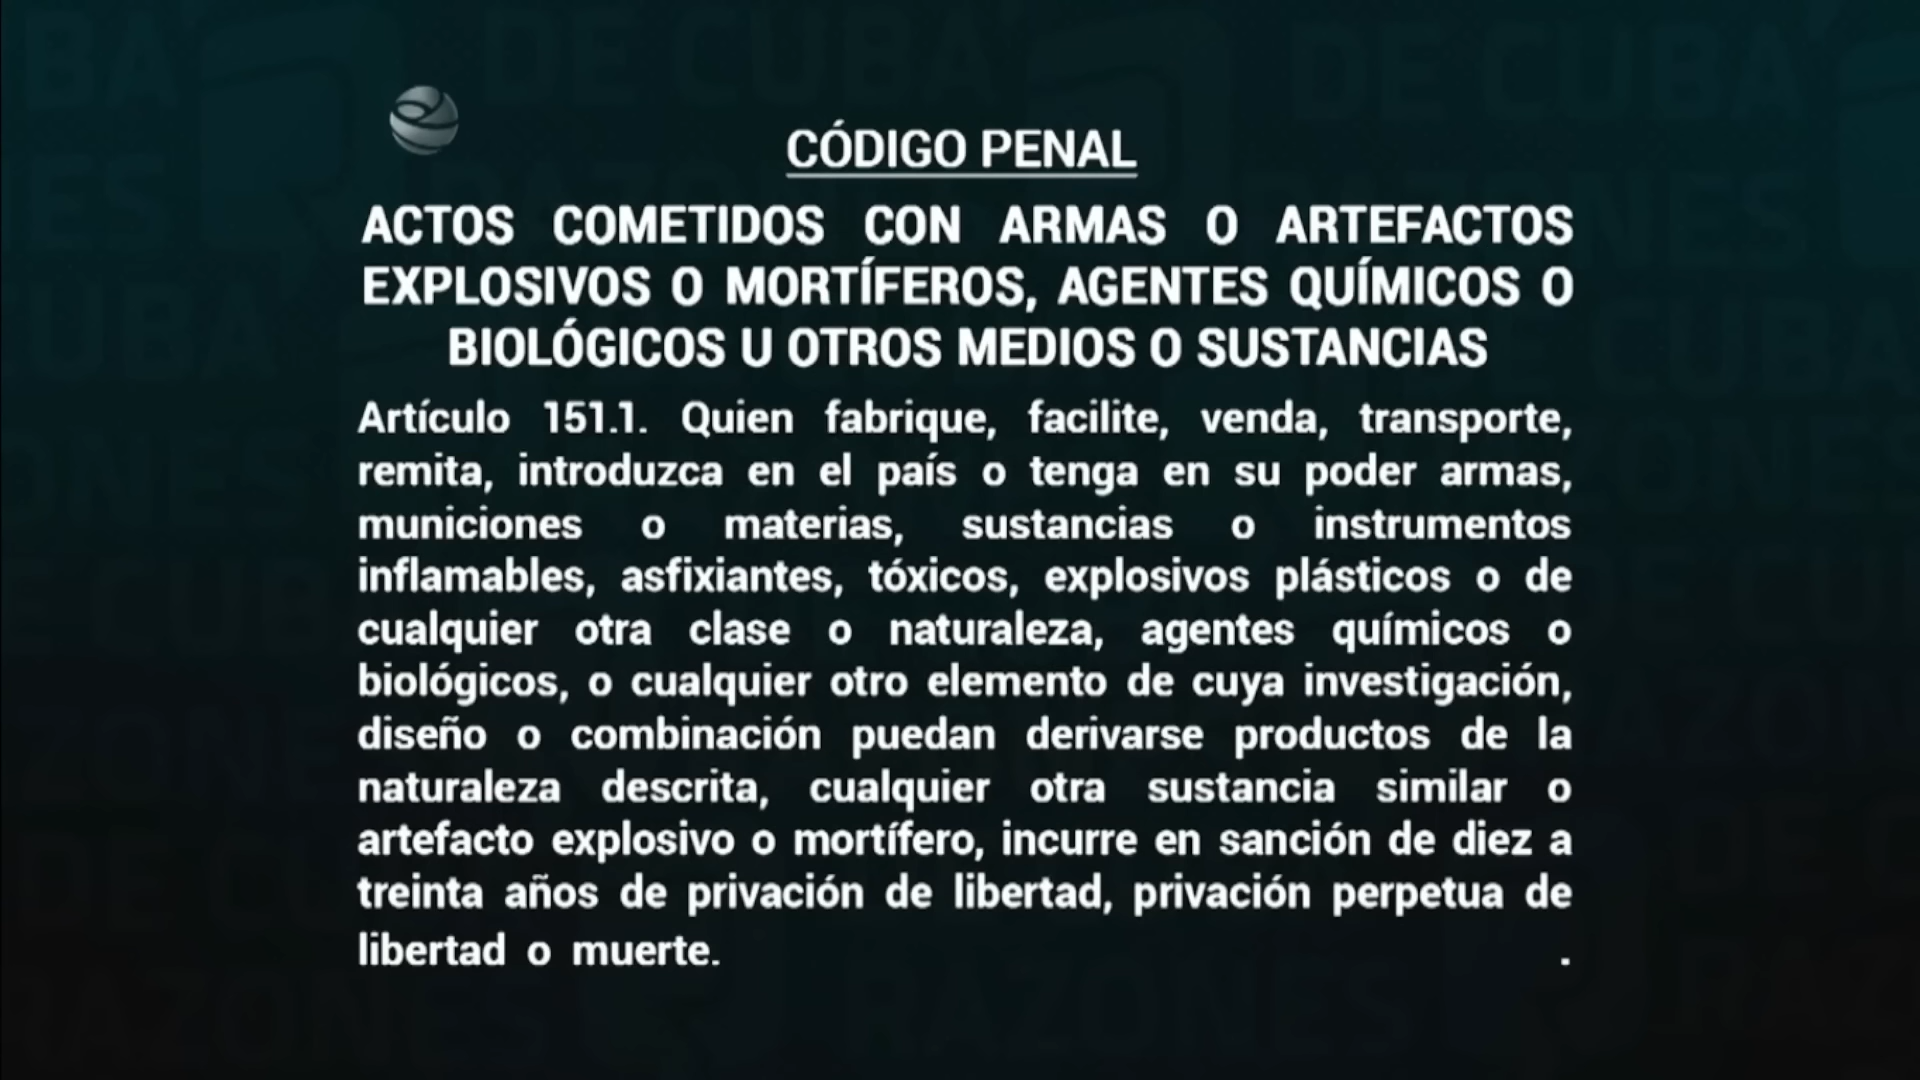 CÓDIGO PENAL
ACTOS COMETIDOS CON ARMAS O ARTEFACTOS
EXPLOSIVOS O MORTÍFEROS, AGENTES QUÍMICOS O
BIOLÓGICOS U OTROS MEDIOS O SUSTANCIAS
Artículo 151.1. Quien fabrique, facilite, venda, transporte,
remita, introduzca en el país o tenga en su poder armas,
municiones o materias, sustancias o instrumentos
inflamables, asfixiantes, tóxicos, explosivos plásticos o de
cualquier otra clase o naturaleza, agentes químicos o
biológicos, o cualquier otro elemento de cuya investigación,
diseño o combinación puedan derivarse productos de la
naturaleza descrita, cualquier otra sustancia similar o
artefacto explosivo o mortífero, incurre en sanción de diez a
treinta años de privación de libertad, privación perpetua de
libertad o muerte. .